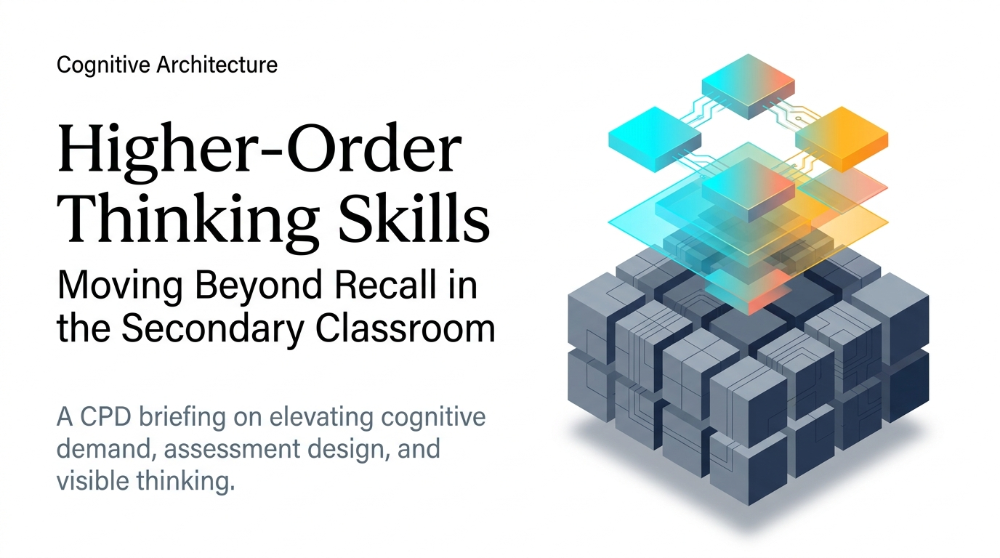 Cognitive Architecture
Higher-Order
Thinking Skills
Moving Beyond Recall in
the Secondary Classroom
A CPD briefing on elevating cognitive
demand, assessment design, and
visible thinking.